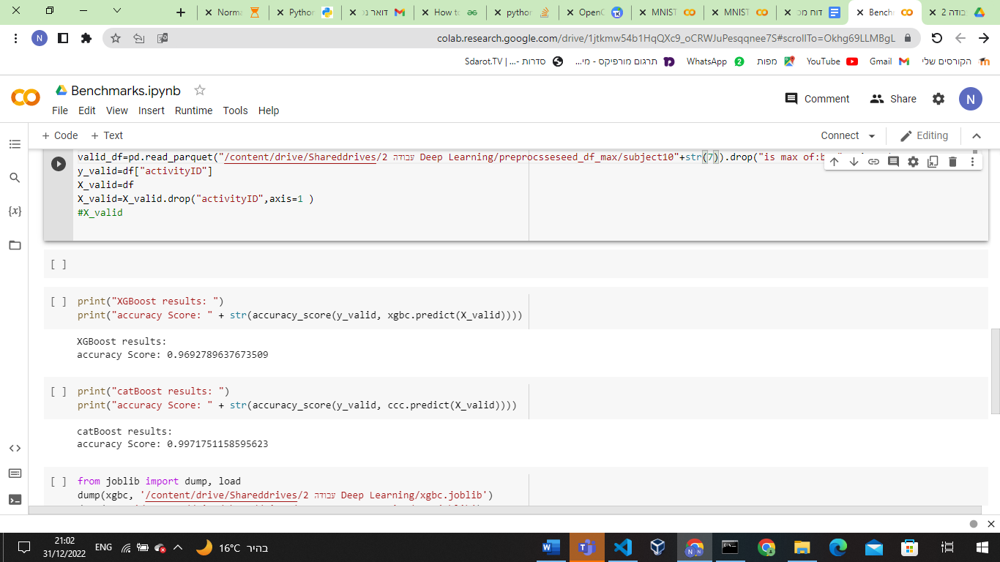 Norma
Python
דואר נכ
How to
python
OpenC
MNIST
MNIST
דוח מכ
Benchm
בודה 2
colab.research.google.com/drive/1jtkmw54b1HqQXc9_oCRWJuPesqqnee7S#scrollTo=Okhg69LLMBgL
N
הקורסים שלי
Gmail
YouTube
מפות
WhatsApp
תרגום מורפיקס - מי...
סדרות -... | Sdarot.TV
Benchmarks.ipynb
File Edit View Insert Runtime Tools Help
Comment Share N
+ Code + Text
Connect Editing
valid_df=pd.read_parquet("/content/drive/Shareddrives/2 עבודה Deep Learning/preprocsseseed_df_max/subject10"+str(7)).drop("is max of:b
y_valid=df["activityID"]
X_valid=df
X_valid=X_valid.drop("activityID",axis=1 )
#X_valid
{x}
[ ]
[ ] print("XGBoost results: ")
print("accuracy Score: " + str(accuracy_score(y_valid, xgbc.predict(X_valid))))
XGBoost results:
accuracy Score: 0.9692789637673509
[ ] print("catBoost results: ")
print("accuracy Score: " + str(accuracy_score(y_valid, ccc.predict(X_valid))))
catBoost results:
accuracy Score: 0.9971751158595623
[ ] from joblib import dump, load
dump(xgbc, '/content/drive/Shareddrives/2 עבודה Deep Learning/xgbc.joblib')
21:02
31/12/2022
ENG
16°C בהיר